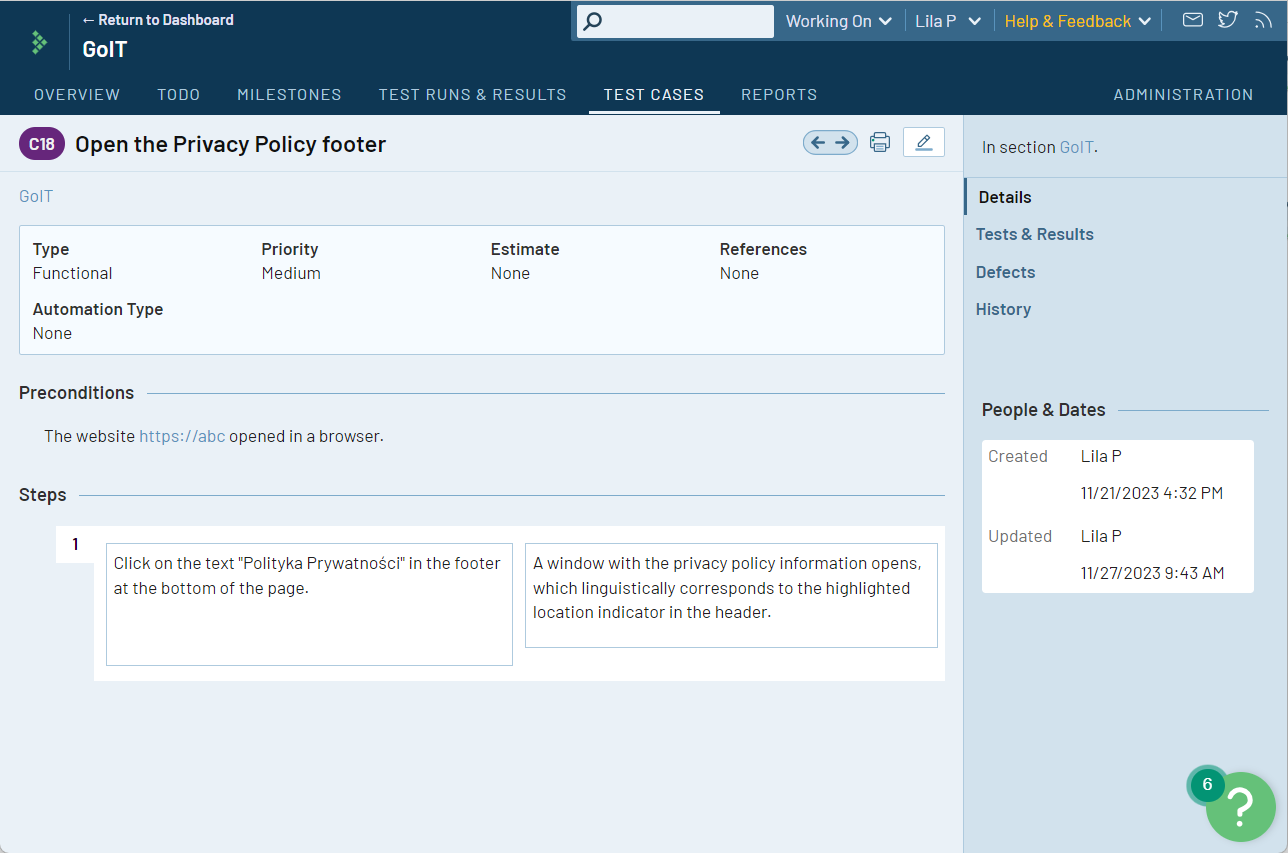 ← Return to Dashboard
GoIT
Working On
Lila P
Help & Feedback
OVERVIEW
TODO
MILESTONES
TEST RUNS & RESULTS
TEST CASES
REPORTS
ADMINISTRATION
C18
Open the Privacy Policy footer
GoIT
Type
Functional
Priority
Medium
Estimate
None
References
None
Automation Type
None
Preconditions
The website https://abc opened in a browser.
Steps
1
Click on the text "Polityka Prywatności" in the footer
at the bottom of the page.
A window with the privacy policy information opens,
which linguistically corresponds to the highlighted
location indicator in the header.
In section GoIT.
Details
Tests & Results
Defects
History
People & Dates
Created
Lila P
11/21/2023 4:32 PM
Updated
Lila P
11/27/2023 9:43 AM
6
?